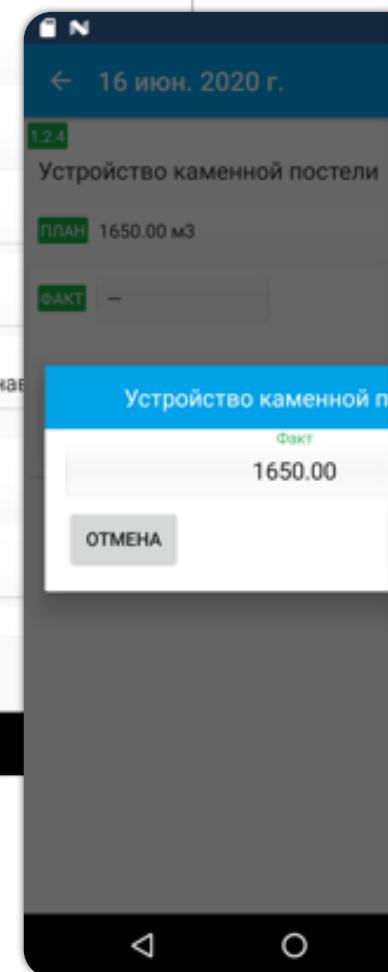 16 июн. 2020 г.
1.2.4
Устройство каменной постели
ПЛАН 1650.00 м3
ФАКТ –
Устройство каменной п
Факт
1650.00
ОТМЕНА